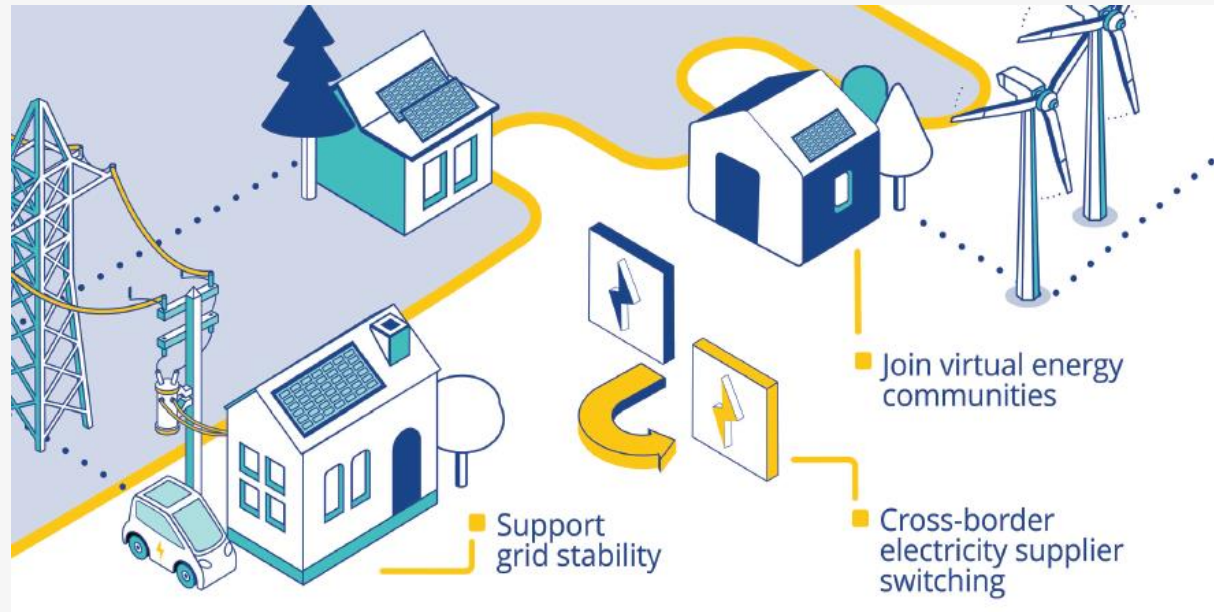 Join virtual energy
communities
Support
grid stability
Cross-border
electricity supplier
switching